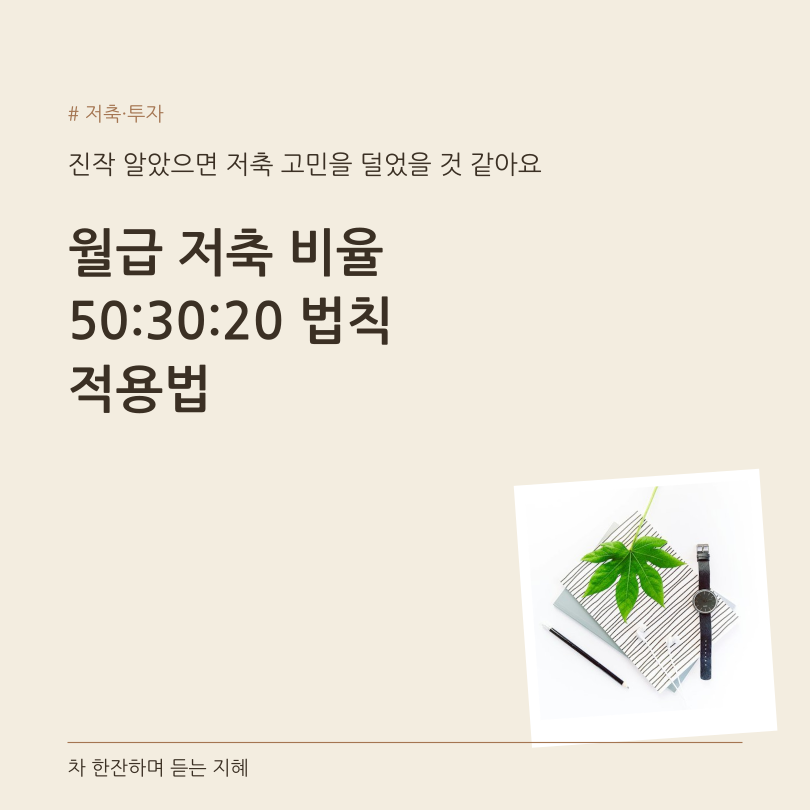 # 저축·투자
진작 알았으면 저축 고민을 덜었을 것 같아요
월급 저축 비율
50:30:20 법칙
적용법
차 한잔하며 듣는 지혜